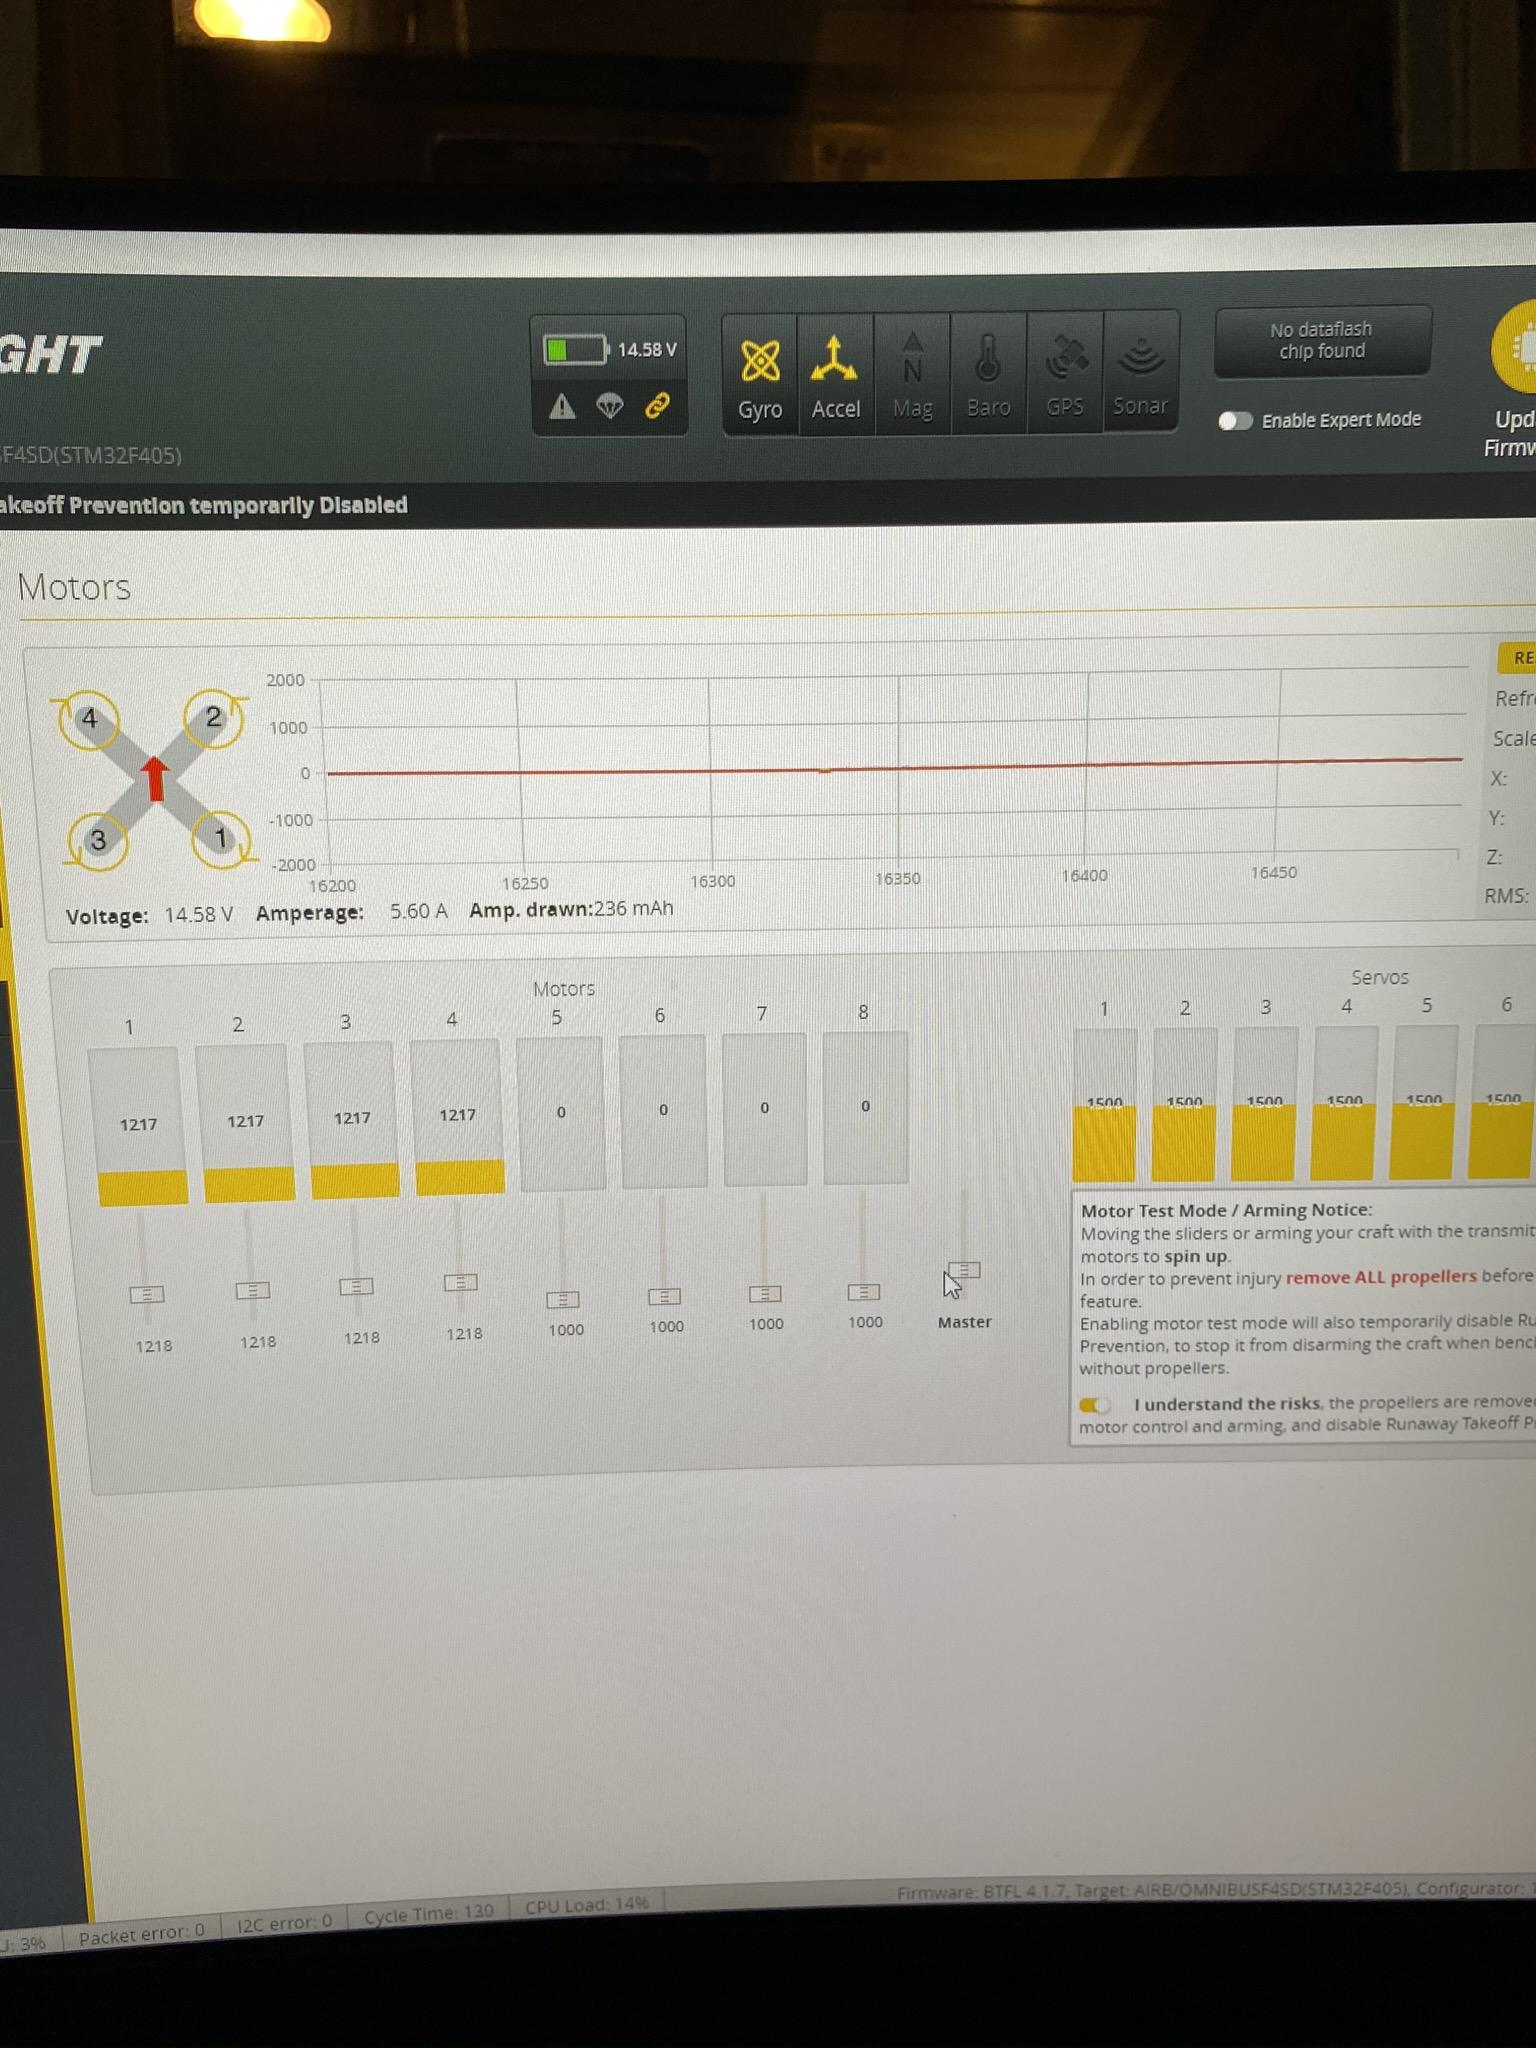 GHT
14.58 V
Gyro
Accel
Mag
Baro
GPS
Sonar
No dataflash
chip found
Enable Expert Mode
Upd
Firmw
F4SD(STM32F405)
akeoff Prevention temporarily Disabled
Motors
4
2
3
1
2000
1000
0
-1000
-2000
16200
16250
16300
16350
16400
16450
RE
Refr
Scale
X:
Y:
Z:
RMS:
Voltage: 14.58 V Amperage: 5.60 A Amp. drawn:236 mAh
Motors
1 2 3 4 5 6 7 8
1217 1217 1217 1217 0 0 0 0
1218 1218 1218 1218 1000 1000 1000 1000 Master
Servos
1 2 3 4 5 6
1500 1500 1500 1500 1500 1500
Motor Test Mode / Arming Notice:
Moving the sliders or arming your craft with the transmit
motors to spin up.
In order to prevent injury remove ALL propellers before
feature.
Enabling motor test mode will also temporarily disable Ru
Prevention, to stop it from disarming the craft when benc
without propellers.
I understand the risks, the propellers are remove
motor control and arming, and disable Runaway Takeoff P
3% Packet error: 0 I2C error: 0 Cycle Time: 130 CPU Load: 14%
Firmware: BTFL 4.1.7, Target: AIRB/OMNIBUSF4SD(STM32F405), Configurator: